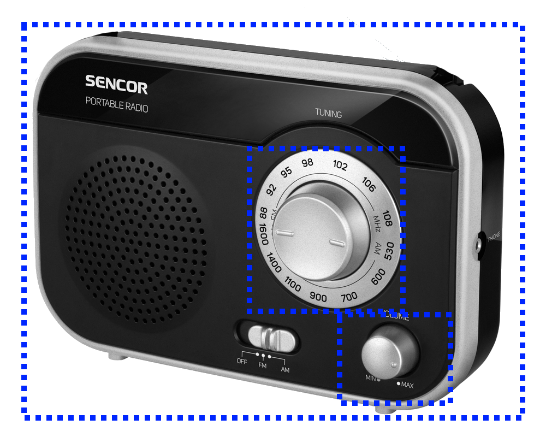 SENCOR
PORTABLE RADIO
TUNING
88 92 95 98 102 106 108
FM MHz AM
1600 1400 1100 900 700 600 530
OFF FM AM
MIN MAX